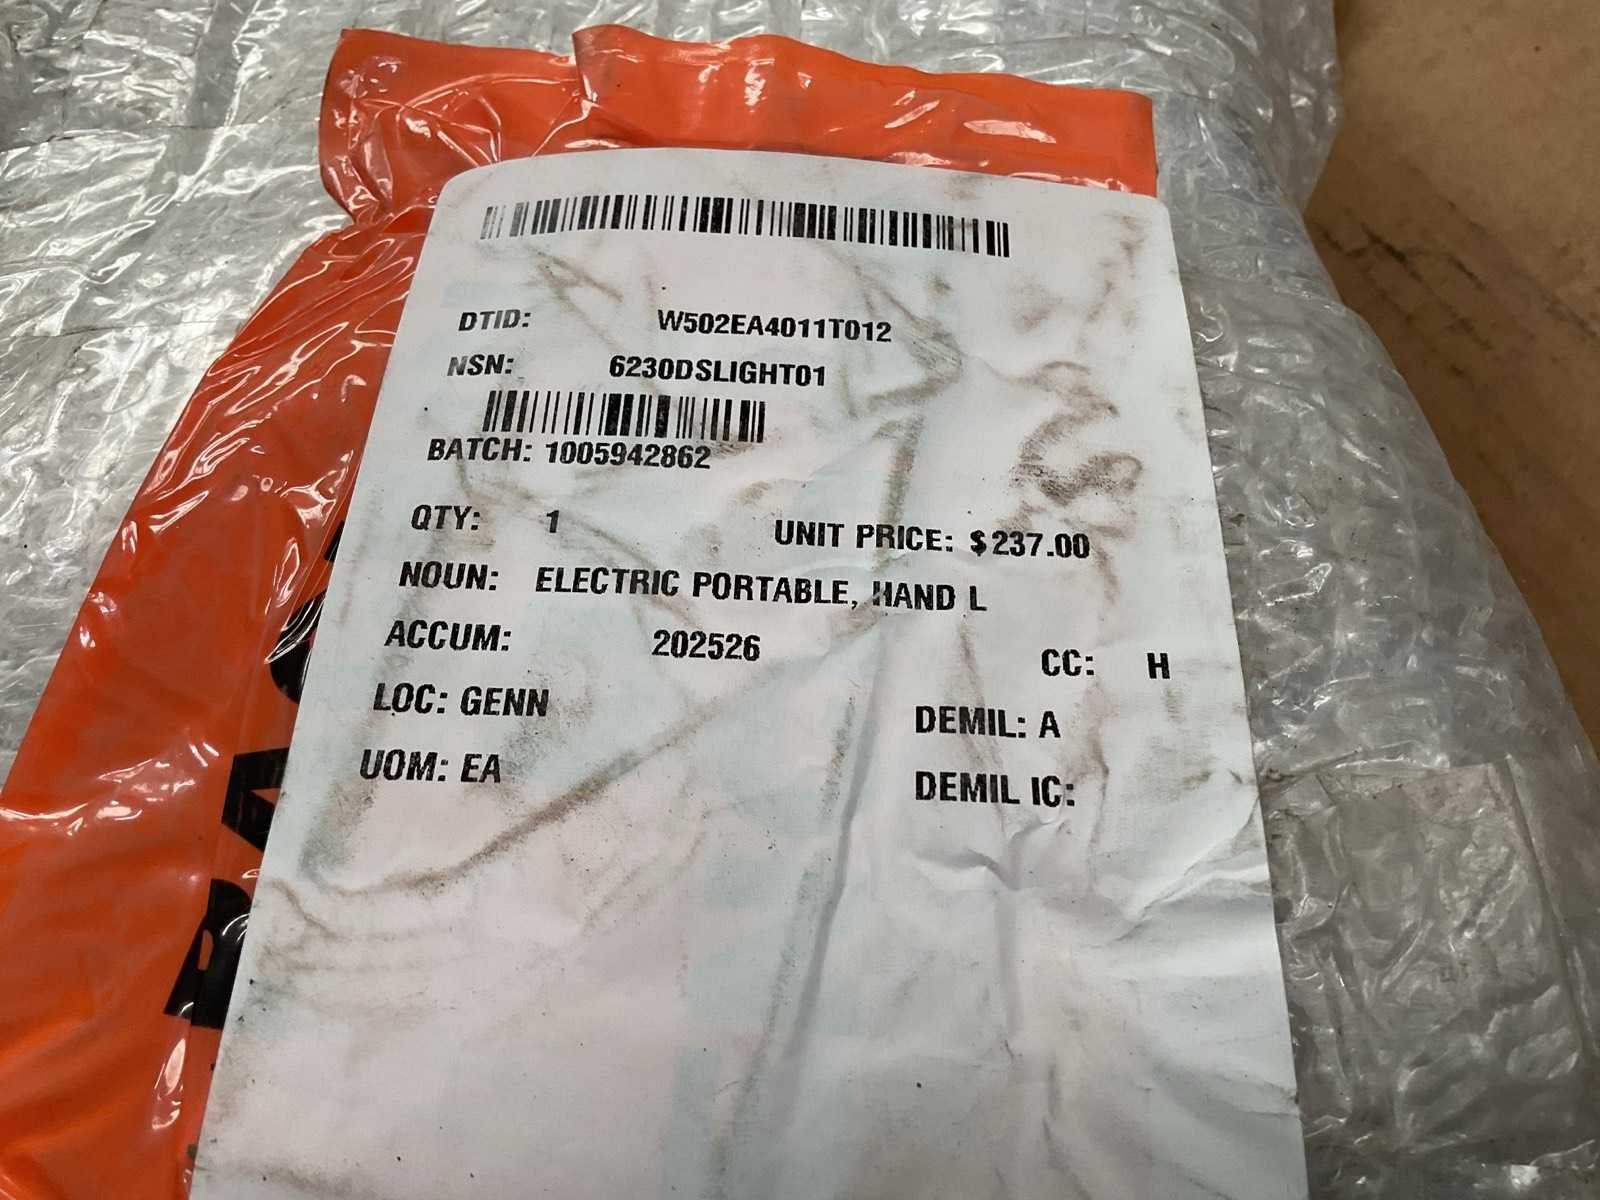 DTID: W502EA4011T012
NSN: 6230DSLIGHT01
BATCH: 1005942862
QTY: 1 UNIT PRICE: $237.00
NOUN: ELECTRIC PORTABLE, HAND L
ACCUM: 202526
CC: H
LOC: GENN
DEMIL: A
UOM: EA
DEMIL IC: